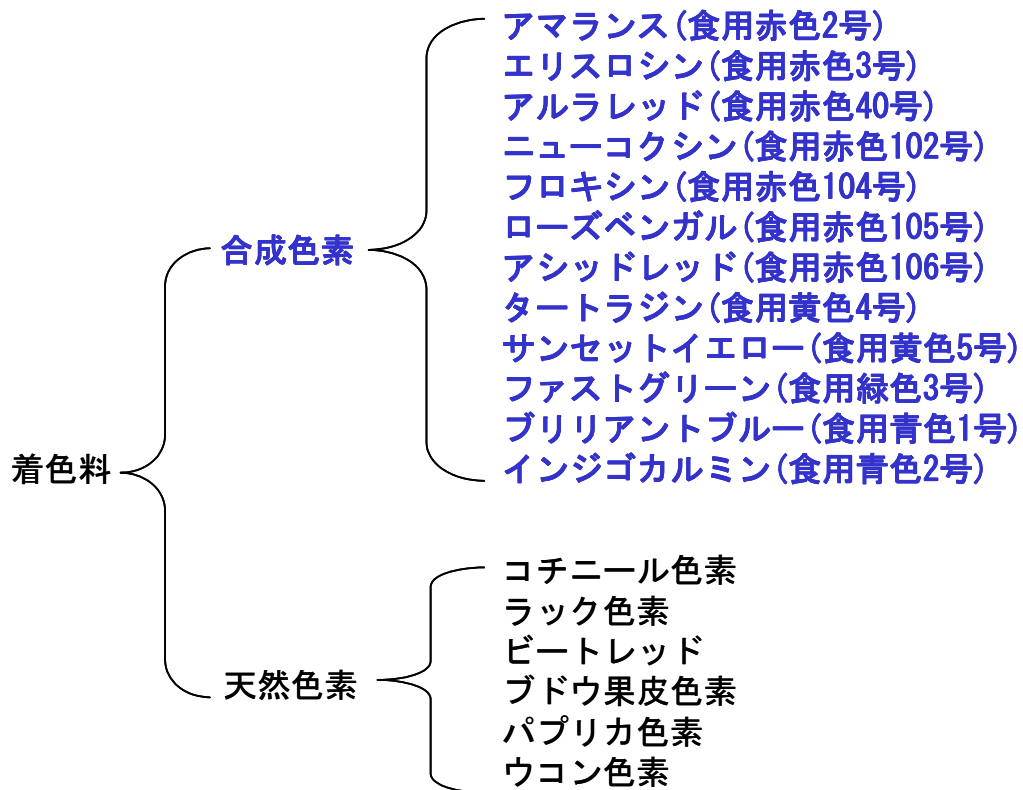 着色料
合成色素
アマランス(食用赤色2号)
エリスロシン(食用赤色3号)
アルラレッド(食用赤色40号)
ニューコクシン(食用赤色102号)
フロキシン(食用赤色104号)
ローズベンガル(食用赤色105号)
アシッドレッド(食用赤色106号)
タートラジン(食用黄色4号)
サンセットイエロー(食用黄色5号)
ファストグリーン(食用緑色3号)
ブリリアントブルー(食用青色1号)
インジゴカルミン(食用青色2号)
天然色素
コチニール色素
ラック色素
ビートレッド
ブドウ果皮色素
パプリカ色素
ウコン色素